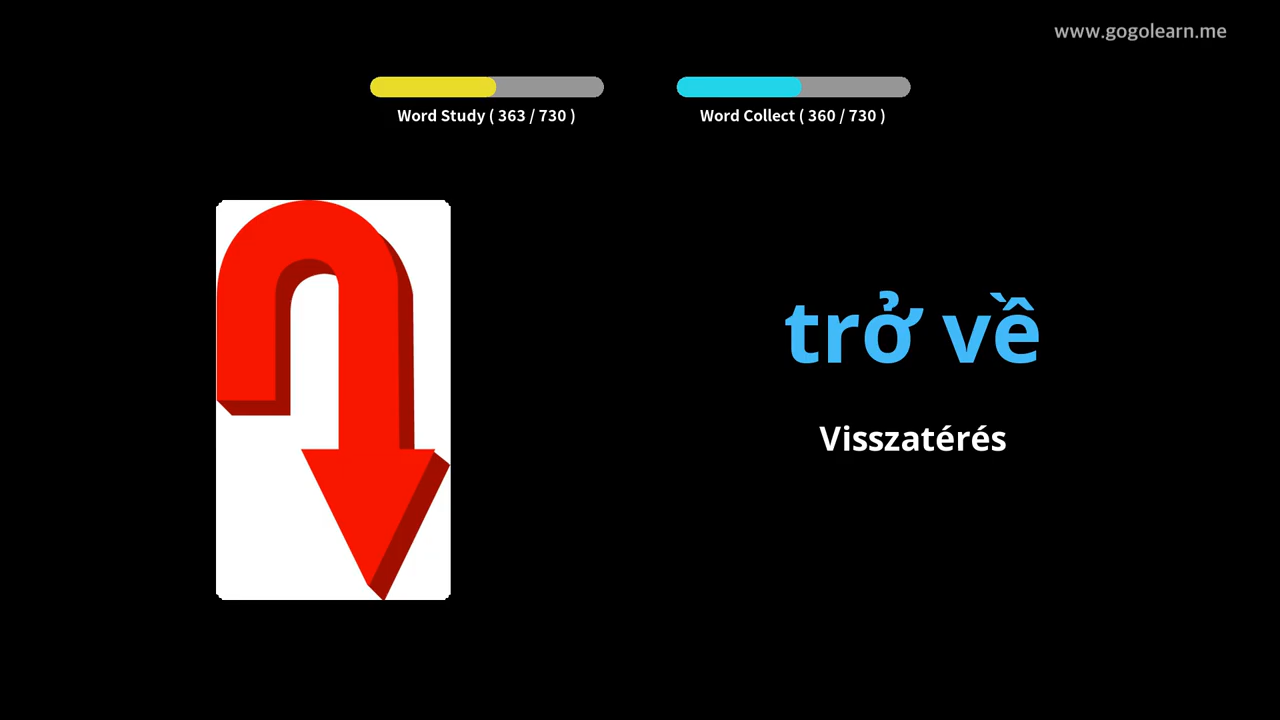 www.gogolearn.me
Word Study ( 363 / 730 )
Word Collect ( 360 / 730 )
trở về
Visszatérés